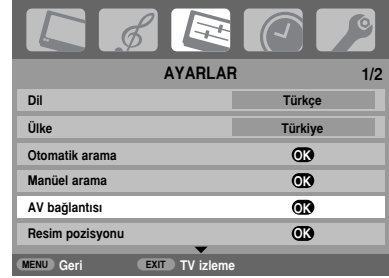 AYARLAR 1/2
Dil Türkçe
Ülke Türkiye
Otomatik arama OK
Manüel arama OK
AV bağlantısı OK
Resim pozisyonu OK
MENU Geri EXIT TV izleme